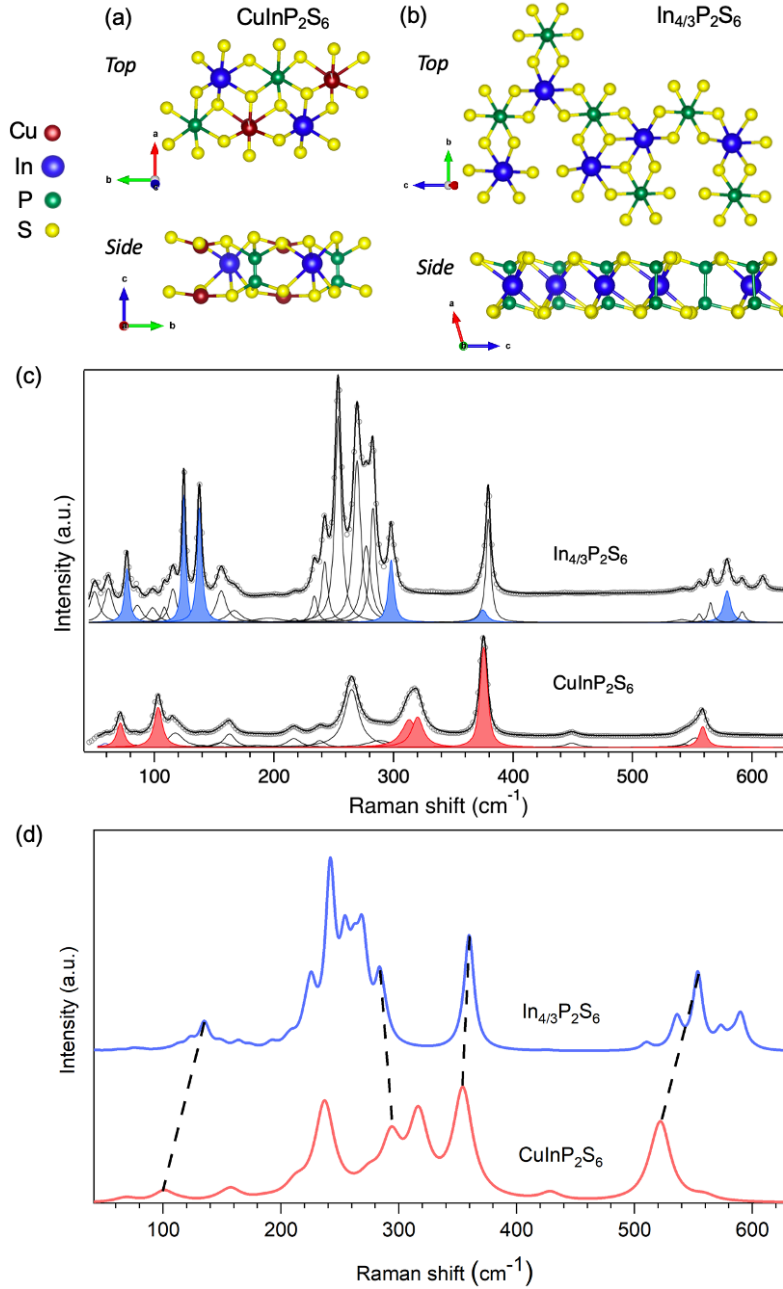 (a)
CuInP2S6
(b)
In4/3P2S6
Top
Top
Cu
In
P
S
a
b
c
b
c
Side
Side
c
b
a
b
c
(c)
Intensity (a.u.)
In4/3P2S6
CuInP2S6
100
200
300
400
500
600
Raman shift (cm-1)
(d)
Intensity (a.u.)
In4/3P2S6
CuInP2S6
100
200
300
400
500
600
Raman shift (cm-1)